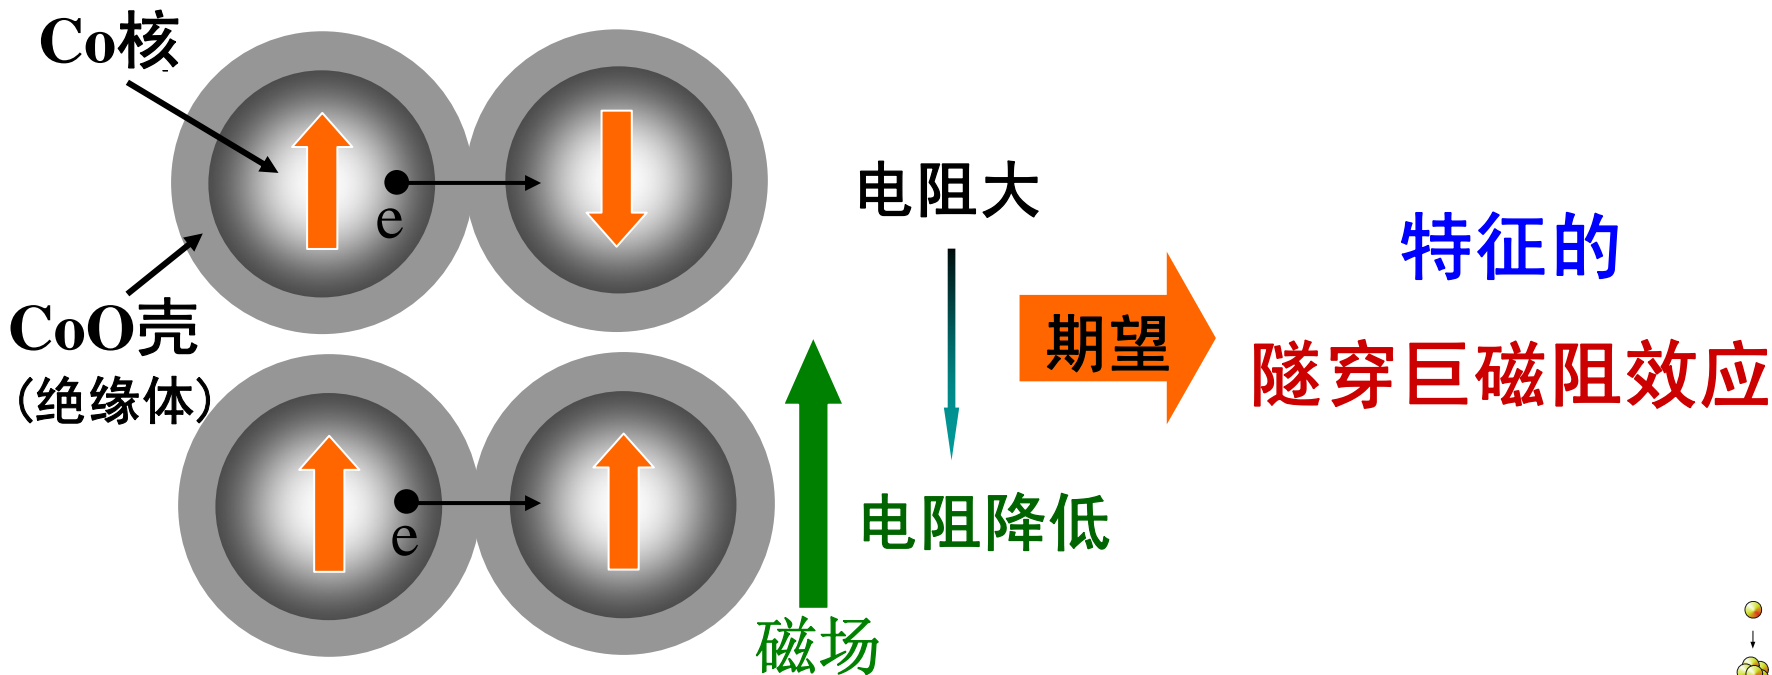 Co核
e
CoO壳
(绝缘体)
e
电阻大
电阻降低
磁场
期望
特征的
隧穿巨磁阻效应